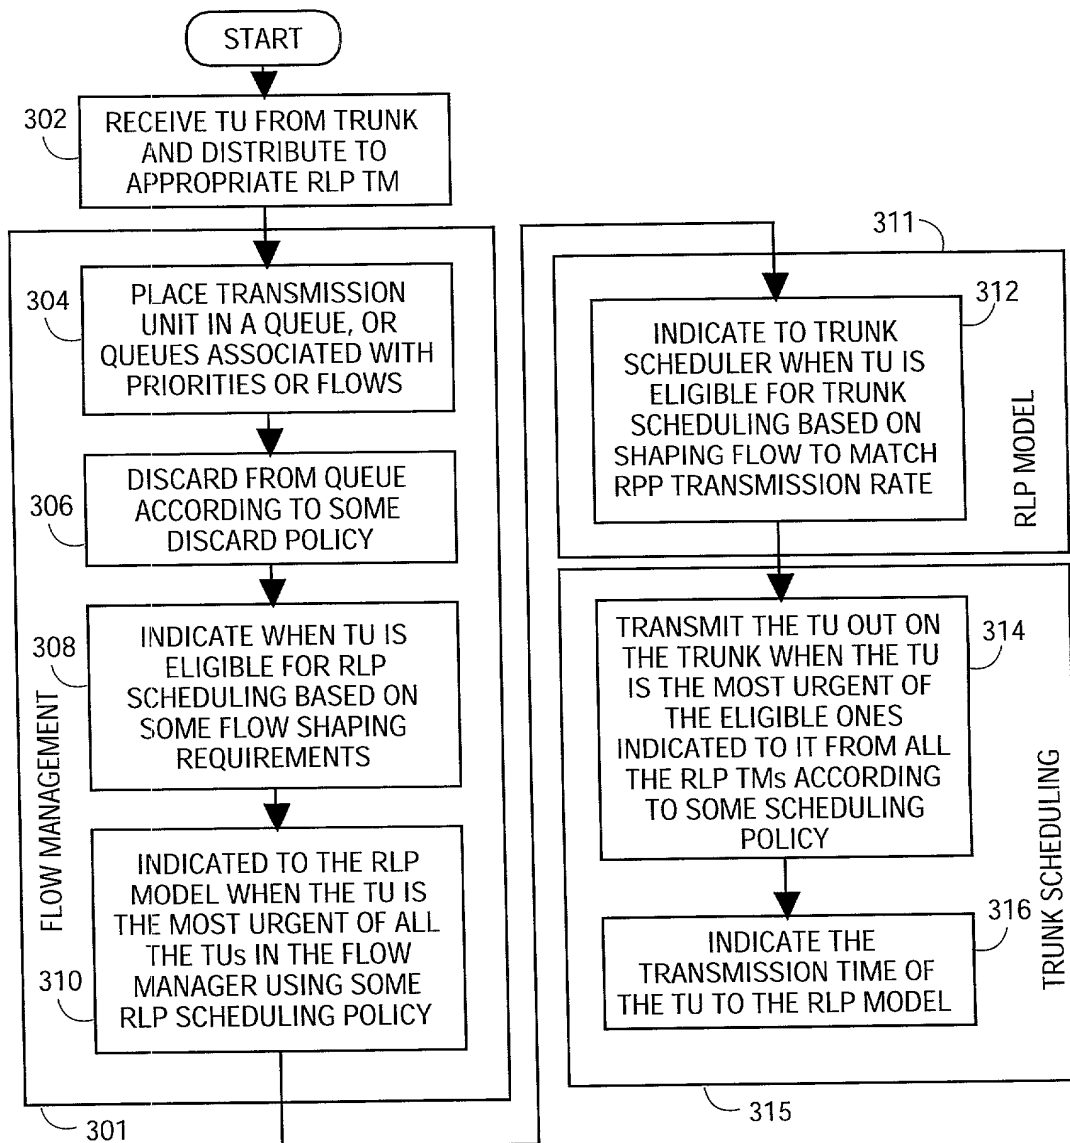 START
302
RECEIVE TU FROM TRUNK
AND DISTRIBUTE TO
APPROPRIATE RLP TM
304
PLACE TRANSMISSION
UNIT IN A QUEUE, OR
QUEUES ASSOCIATED WITH
PRIORITIES OR FLOWS
306
DISCARD FROM QUEUE
ACCORDING TO SOME
DISCARD POLICY
308
INDICATE WHEN TU IS
ELIGIBLE FOR RLP
SCHEDULING BASED ON
SOME FLOW SHAPING
REQUIREMENTS
310
INDICATED TO THE RLP
MODEL WHEN THE TU IS
THE MOST URGENT OF ALL
THE TUs IN THE FLOW
MANAGER USING SOME
RLP SCHEDULING POLICY
FLOW MANAGEMENT
301
311
312
INDICATE TO TRUNK
SCHEDULER WHEN TU IS
ELIGIBLE FOR TRUNK
SCHEDULING BASED ON
SHAPING FLOW TO MATCH
RPP TRANSMISSION RATE
RLP MODEL
314
TRANSMIT THE TU OUT ON
THE TRUNK WHEN THE TU
IS THE MOST URGENT OF
THE ELIGIBLE ONES
INDICATED TO IT FROM ALL
THE RLP TMs ACCORDING
TO SOME SCHEDULING
POLICY
316
INDICATE THE
TRANSMISSION TIME OF
THE TU TO THE RLP MODEL
TRUNK SCHEDULING
315